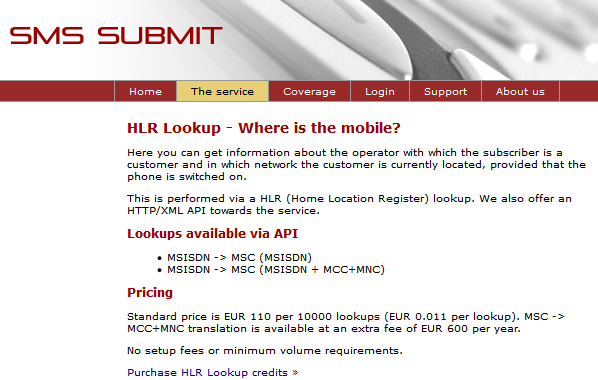 SMS SUBMIT
Home The service Coverage Login Support About us
HLR Lookup - Where is the mobile?
Here you can get information about the operator with which the subscriber is a
customer and in which network the customer is currently located, provided that the
phone is switched on.
This is performed via a HLR (Home Location Register) lookup. We also offer an
HTTP/XML API towards the service.
Lookups available via API
• MSISDN -> MSC (MSISDN)
• MSISDN -> MSC (MSISDN + MCC+MNC)
Pricing
Standard price is EUR 110 per 10000 lookups (EUR 0.011 per lookup). MSC ->
MCC+MNC translation is available at an extra fee of EUR 600 per year.
No setup fees or minimum volume requirements.
Purchase HLR Lookup credits »